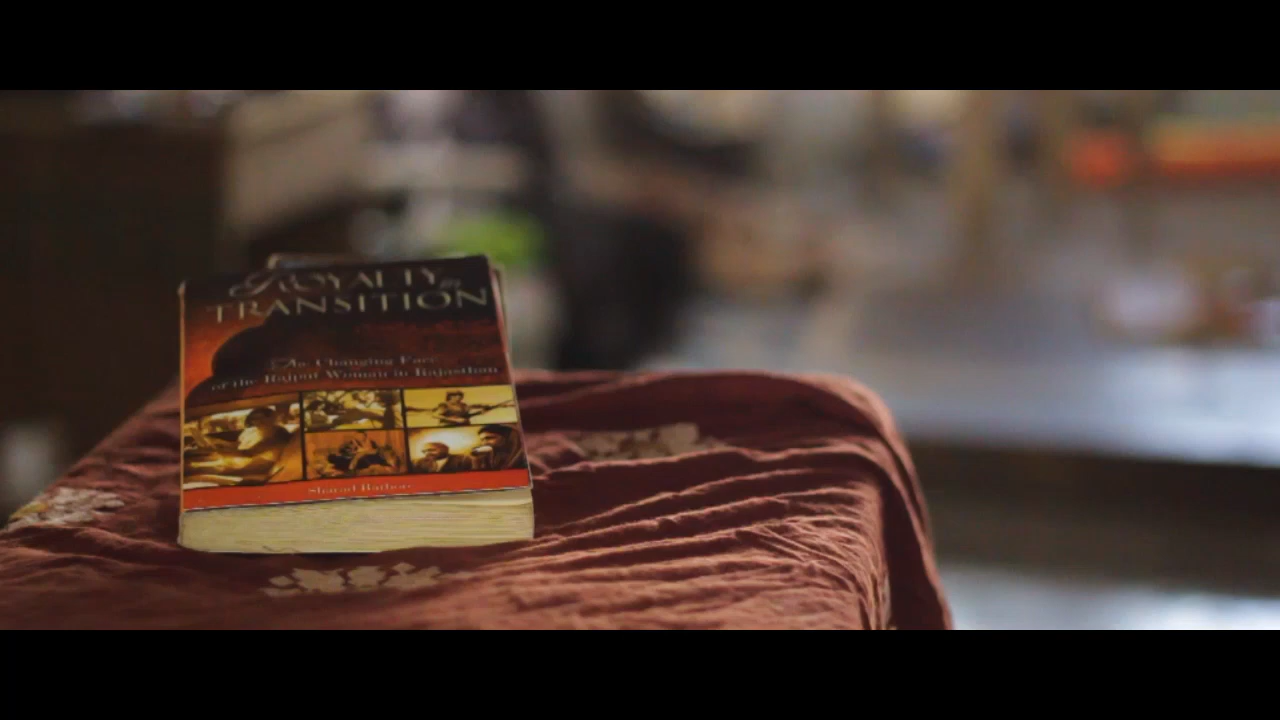 ROYALTY in
TRANSITION
The Changing Face
of the Rajput Woman in Rajasthan